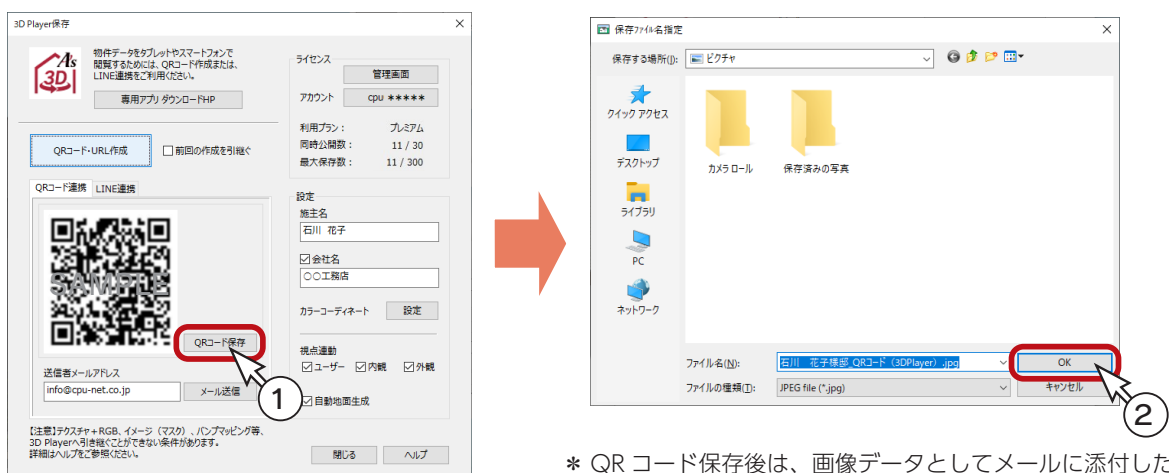 3D Player保存
A's
3D
物件データをタブレットやスマートフォンで
閲覧するためには、QRコード作成または、
LINE連携をご利用ください。
専用アプリ ダウンロードHP
QRコード・URL作成
前回の作成を引継ぐ
QRコード連携 LINE連携
SAMPLE
QRコード保存
送信者メールアドレス
info@cpu-net.co.jp
メール送信
1
【注意】テクスチャ+RGB、イメージ（マスク）、バンプマッピング等、
3D Playerへ引き継ぐことができない条件があります。
詳細はヘルプをご参照ください。
ライセンス
管理画面
アカウント cpu *****
利用プラン： プレミアム
同時公開数： 11 / 30
最大保存数： 11 / 300
設定
施主名
石川 花子
会社名
〇〇工務店
カラーコーディネート 設定
視点連動
ユーザー 内観 外観
自動地面生成
閉じる ヘルプ
保存ファイル名指定
保存する場所(I): ピクチャ
クイック アクセス
デスクトップ
ライブラリ
PC
ネットワーク
カメラ ロール 保存済みの写真
ファイル名(N): 石川 花子様邸_QRコード（3DPlayer）.jpg OK
ファイルの種類(T): JPEG file (*.jpg) キャンセル
2
* QR コード保存後は、画像データとしてメールに添付した